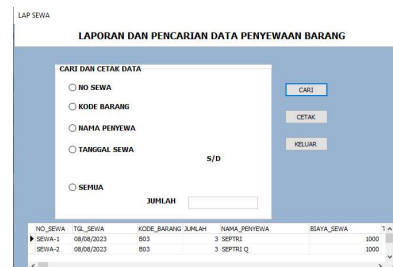 LAP SEWA
LAPORAN DAN PENCARIAN DATA PENYEWAAN BARANG
CARI DAN CETAK DATA
NO SEWA
CARI
KODE BARANG
CETAK
NAMA PENYEWA
TANGGAL SEWA
KELUAR
S/D
SEMUA
JUMLAH
NO_SEWA TGL_SEWA KODE_BARANG JUMLAH NAMA_PENYEWA BIAYA_SEWA
SEWA-1 08/08/2023 B03 3 SEPTRI 1000
SEWA-2 08/08/2023 B03 3 SEPTRI Q 1000